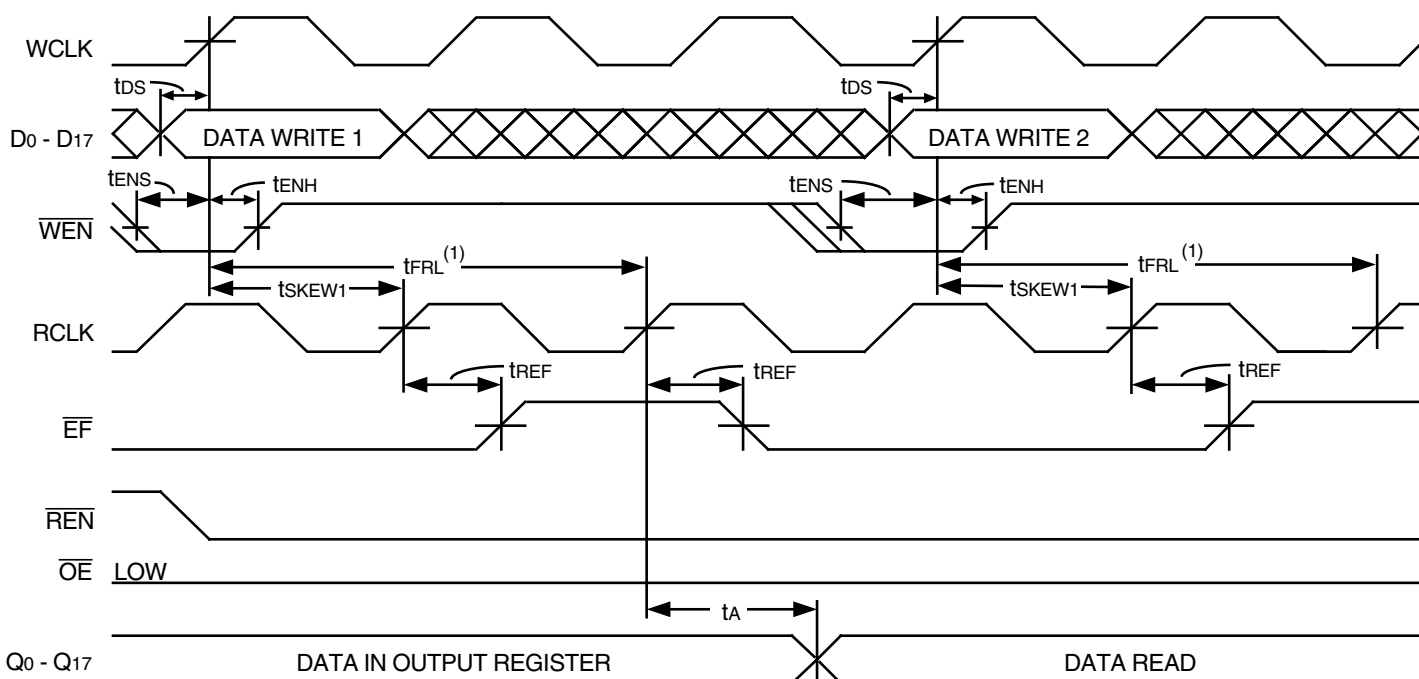 WCLK
tDS tDS
D0 - D17 DATA WRITE 1 DATA WRITE 2
tENS tENH tENS tENH
WEN
tFRL(1) tFRL(1)
tSKEW1 tSKEW1
RCLK
tREF tREF tREF
EF
REN
OE LOW
tA
Q0 - Q17 DATA IN OUTPUT REGISTER DATA READ